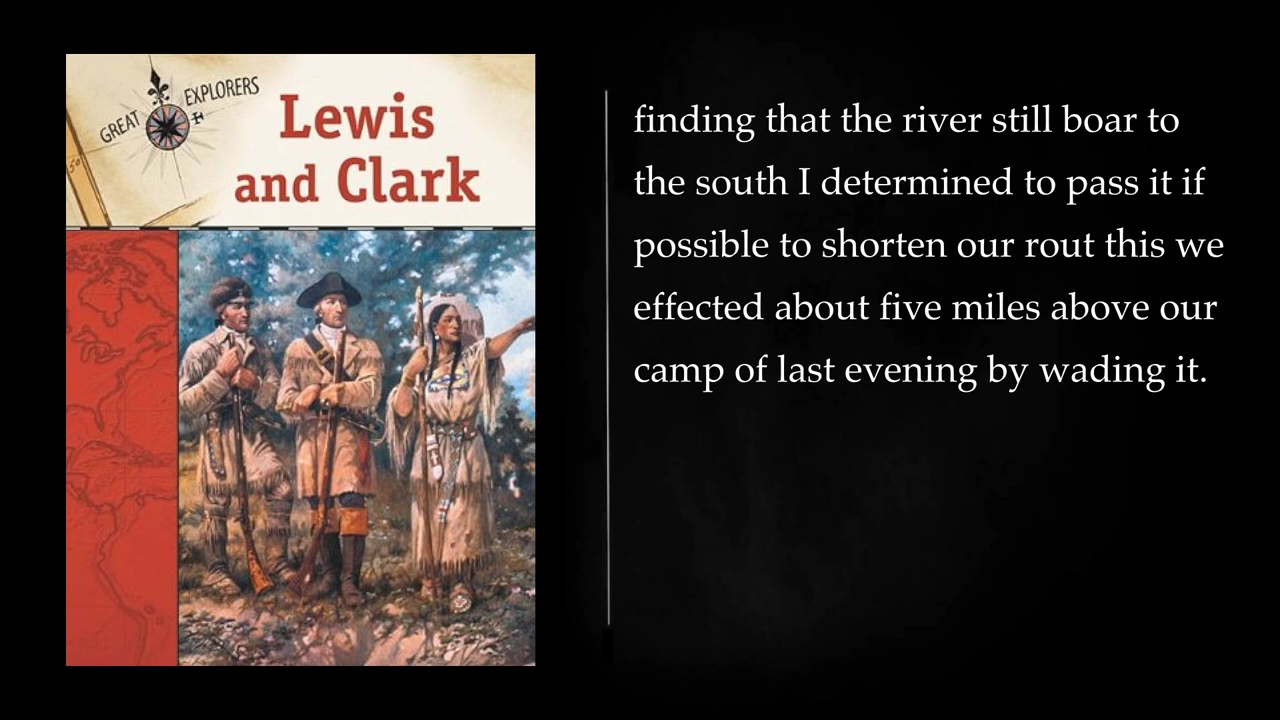 GREAT EXPLORERS
Lewis
and Clark
finding that the river still boar to
the south I determined to pass it if
possible to shorten our rout this we
effected about five miles above our
camp of last evening by wading it.